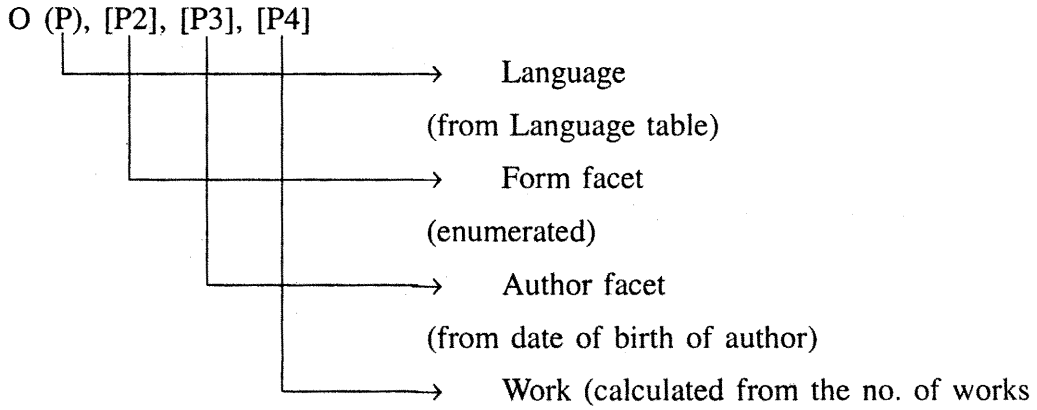 O (P), [P2], [P3], [P4]
Language
(from Language table)
Form facet
(enumerated)
Author facet
(from date of birth of author)
Work (calculated from the no. of works